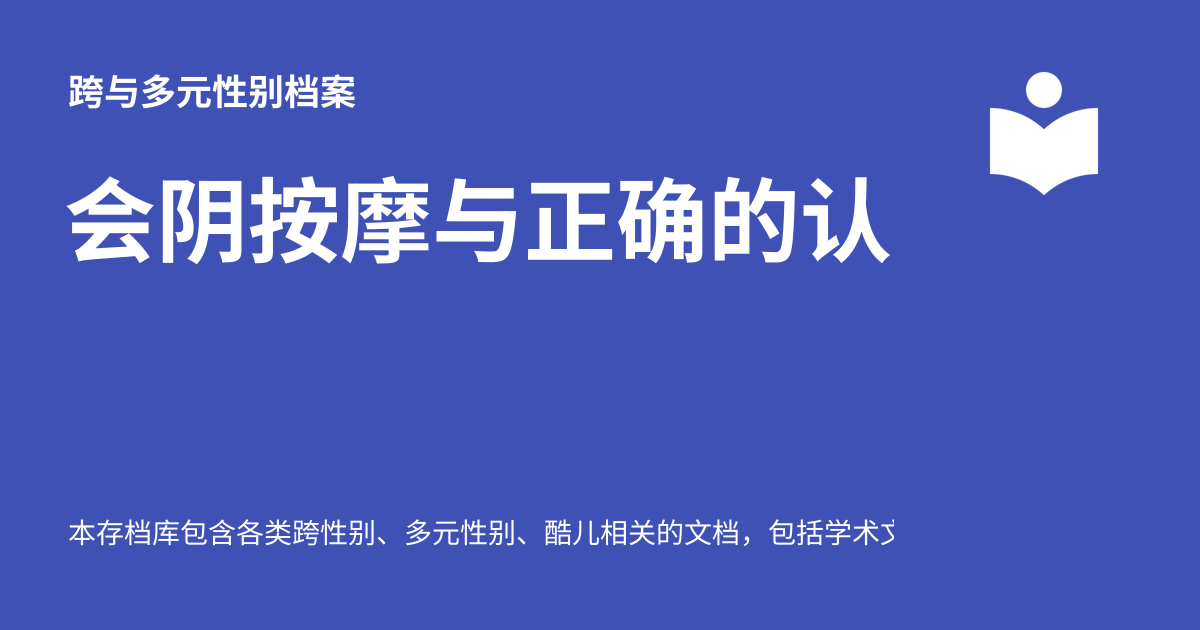 跨与多元性别档案
会阴按摩与正确的认
本存档库包含各类跨性别、多元性别、酷儿相关的文档，包括学术